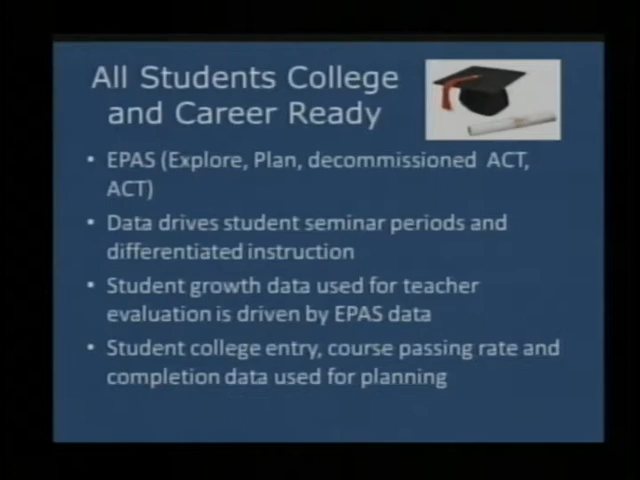 All Students College
and Career Ready
• EPAS (Explore, Plan, decommissioned ACT,
ACT)
• Data drives student seminar periods and
differentiated instruction
• Student growth data used for teacher
evaluation is driven by EPAS data
• Student college entry, course passing rate and
completion data used for planning